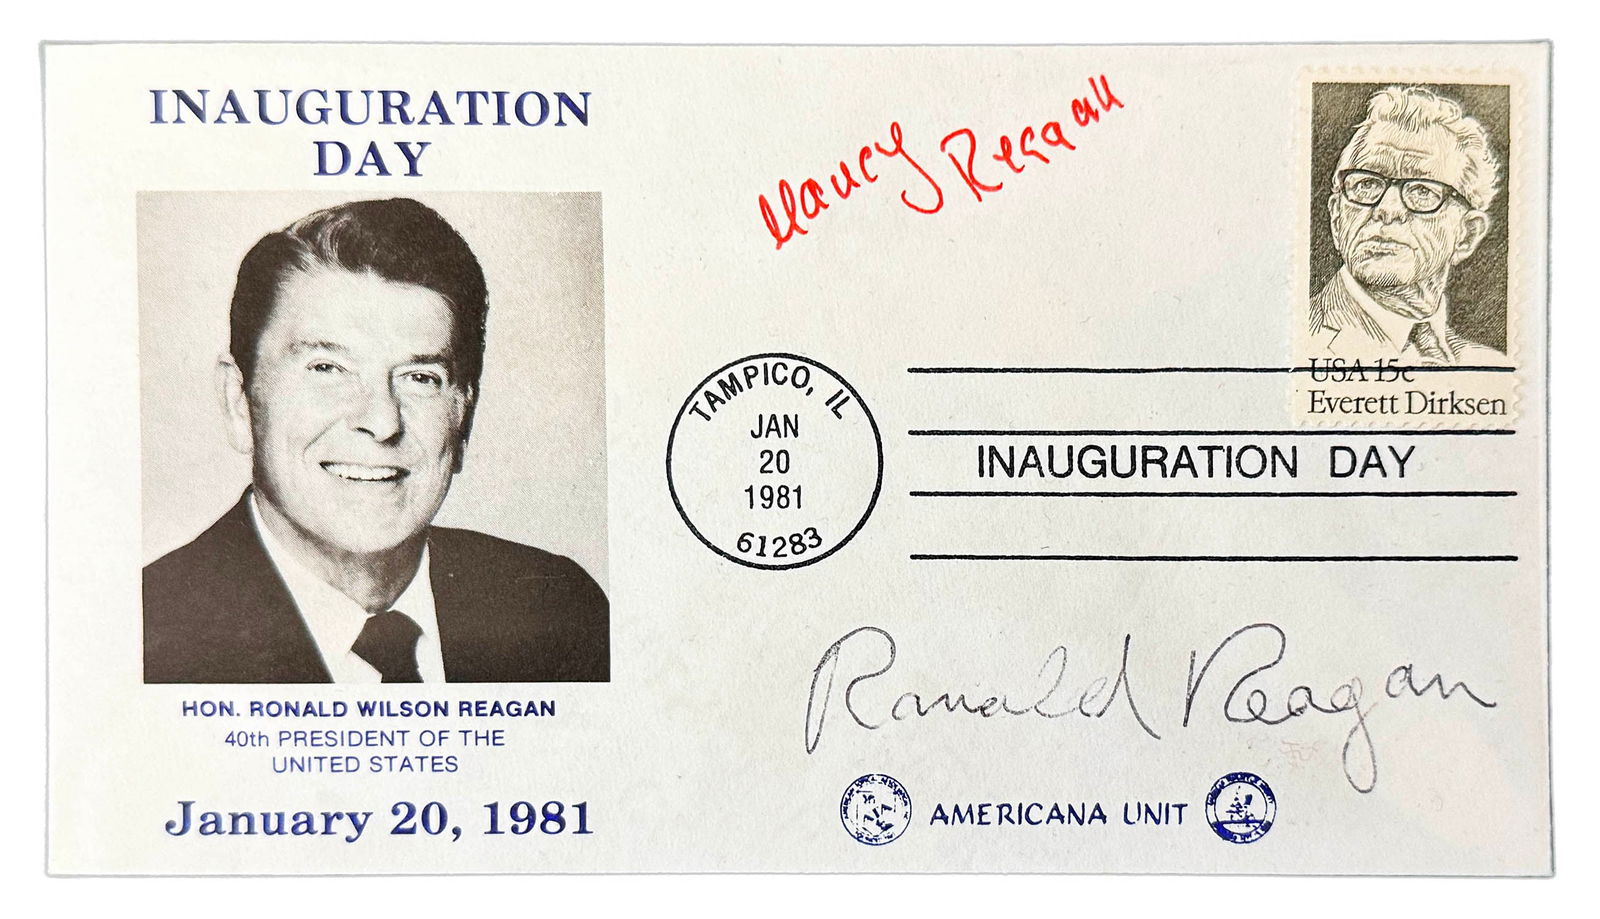 INAUGURATION
DAY
HON. RONALD WILSON REAGAN
40th PRESIDENT OF THE
UNITED STATES
January 20, 1981
Nancy Reagan
USA 15c
Everett Dirksen
TAMPICO, IL
JAN
20
1981
61283
INAUGURATION DAY
Ronald Reagan
AMERICANA UNIT